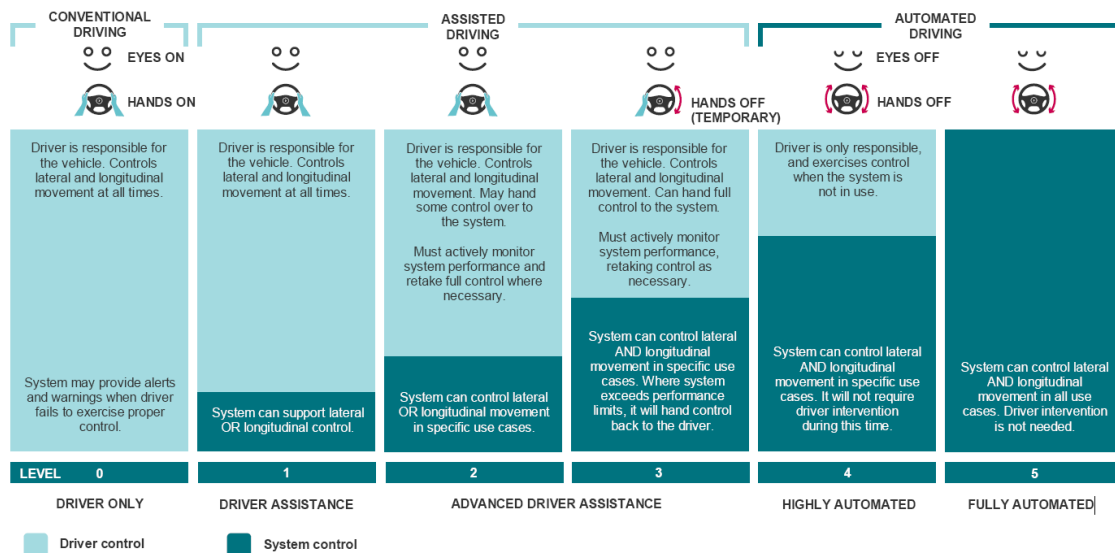 CONVENTIONAL
DRIVING
ASSISTED
DRIVING
AUTOMATED
DRIVING
EYES ON
EYES OFF
HANDS ON
HANDS OFF
(TEMPORARY)
HANDS OFF
Driver is responsible for
the vehicle. Controls
lateral and longitudinal
movement at all times.
System may provide alerts
and warnings when driver
fails to exercise proper
control.
Driver is responsible for
the vehicle. Controls
lateral and longitudinal
movement at all times.
System can support lateral
OR longitudinal control.
Driver is responsible for
the vehicle. Controls
lateral and longitudinal
movement. May hand
some control over to
the system.
Must actively monitor
system performance and
retake full control where
necessary.
System can control lateral
OR longitudinal movement
in specific use cases.
Driver is responsible for
the vehicle. Controls
lateral and longitudinal
movement. Can hand full
control to the system.
Must actively monitor
system performance,
retaking control as
necessary.
System can control lateral
AND longitudinal
movement in specific use
cases. Where system
exceeds performance
limits, it will hand control
back to the driver.
Driver is only responsible,
and exercises control
when the system is
not in use.
System can control lateral
AND longitudinal
movement in specific use
cases. It will not require
driver intervention
during this time.
System can control lateral
AND longitudinal
movement in all use
cases. Driver intervention
is not needed.
LEVEL 0 1 2 3 4 5
DRIVER ONLY
DRIVER ASSISTANCE
ADVANCED DRIVER ASSISTANCE
HIGHLY AUTOMATED
FULLY AUTOMATED
Driver control
System control